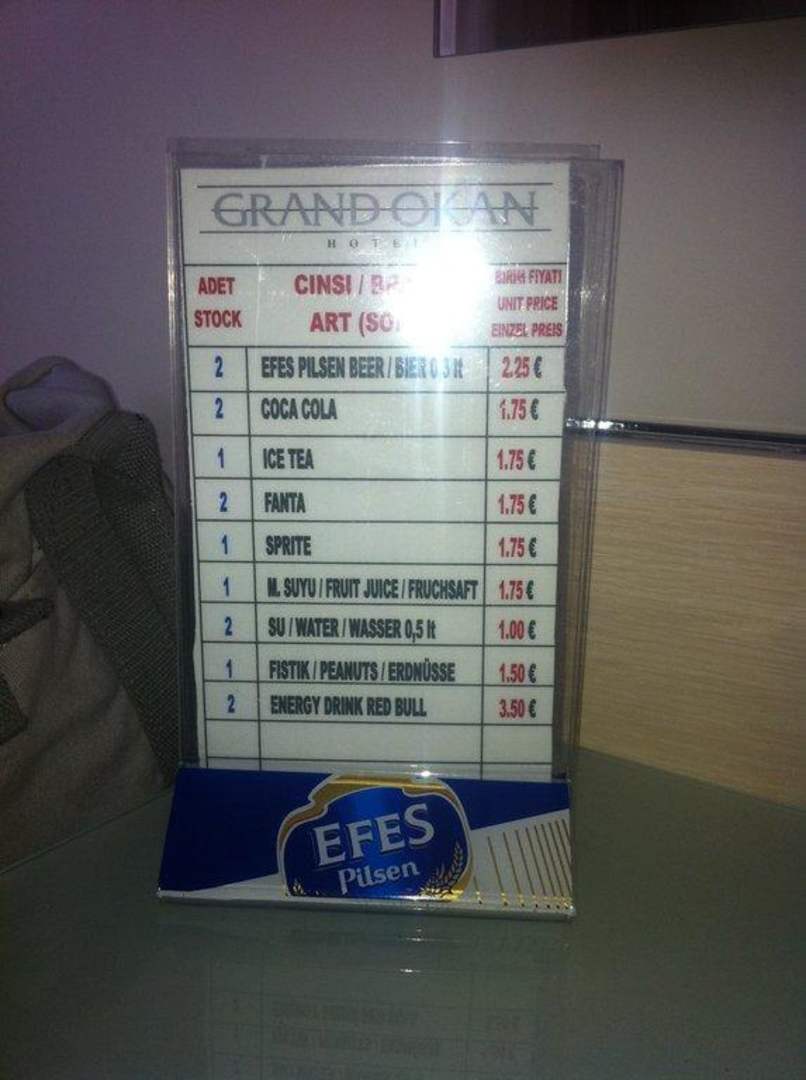 GRAND OKAN
HOTEL
ADET
STOCK
CINSI /
ART
BIRIM FIYATI
UNIT PRICE
EINZEL PREIS
2 EFES PILSEN BEER / BIER 0 3 lt 2.25 €
2 COCA COLA 1.75 €
1 ICE TEA 1.75 €
2 FANTA 1.75 €
1 SPRITE 1.75 €
1 M. SUYU / FRUIT JUICE / FRUCHSAFT 1.75 €
2 SU / WATER / WASSER 0,5 lt 1.00 €
1 FISTIK / PEANUTS / ERDNÜSSE 1.50 €
2 ENERGY DRINK RED BULL 3.50 €
EFES
Pilsen